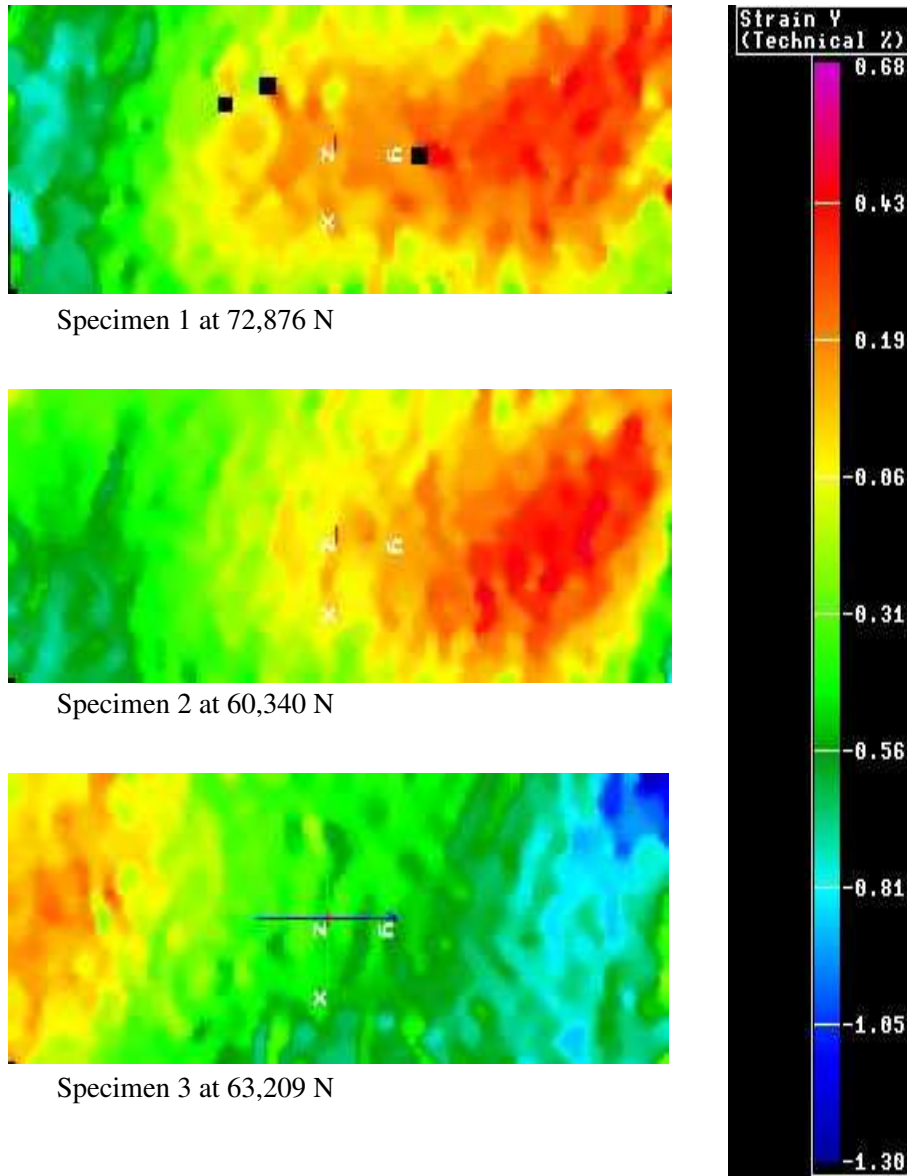 Strain Y
(Technical %)
0.68
0.43
0.19
-0.06
-0.31
-0.56
-0.81
-1.05
-1.30
z y
x
Specimen 1 at 72,876 N
z y
x
Specimen 2 at 60,340 N
z y
x
Specimen 3 at 63,209 N